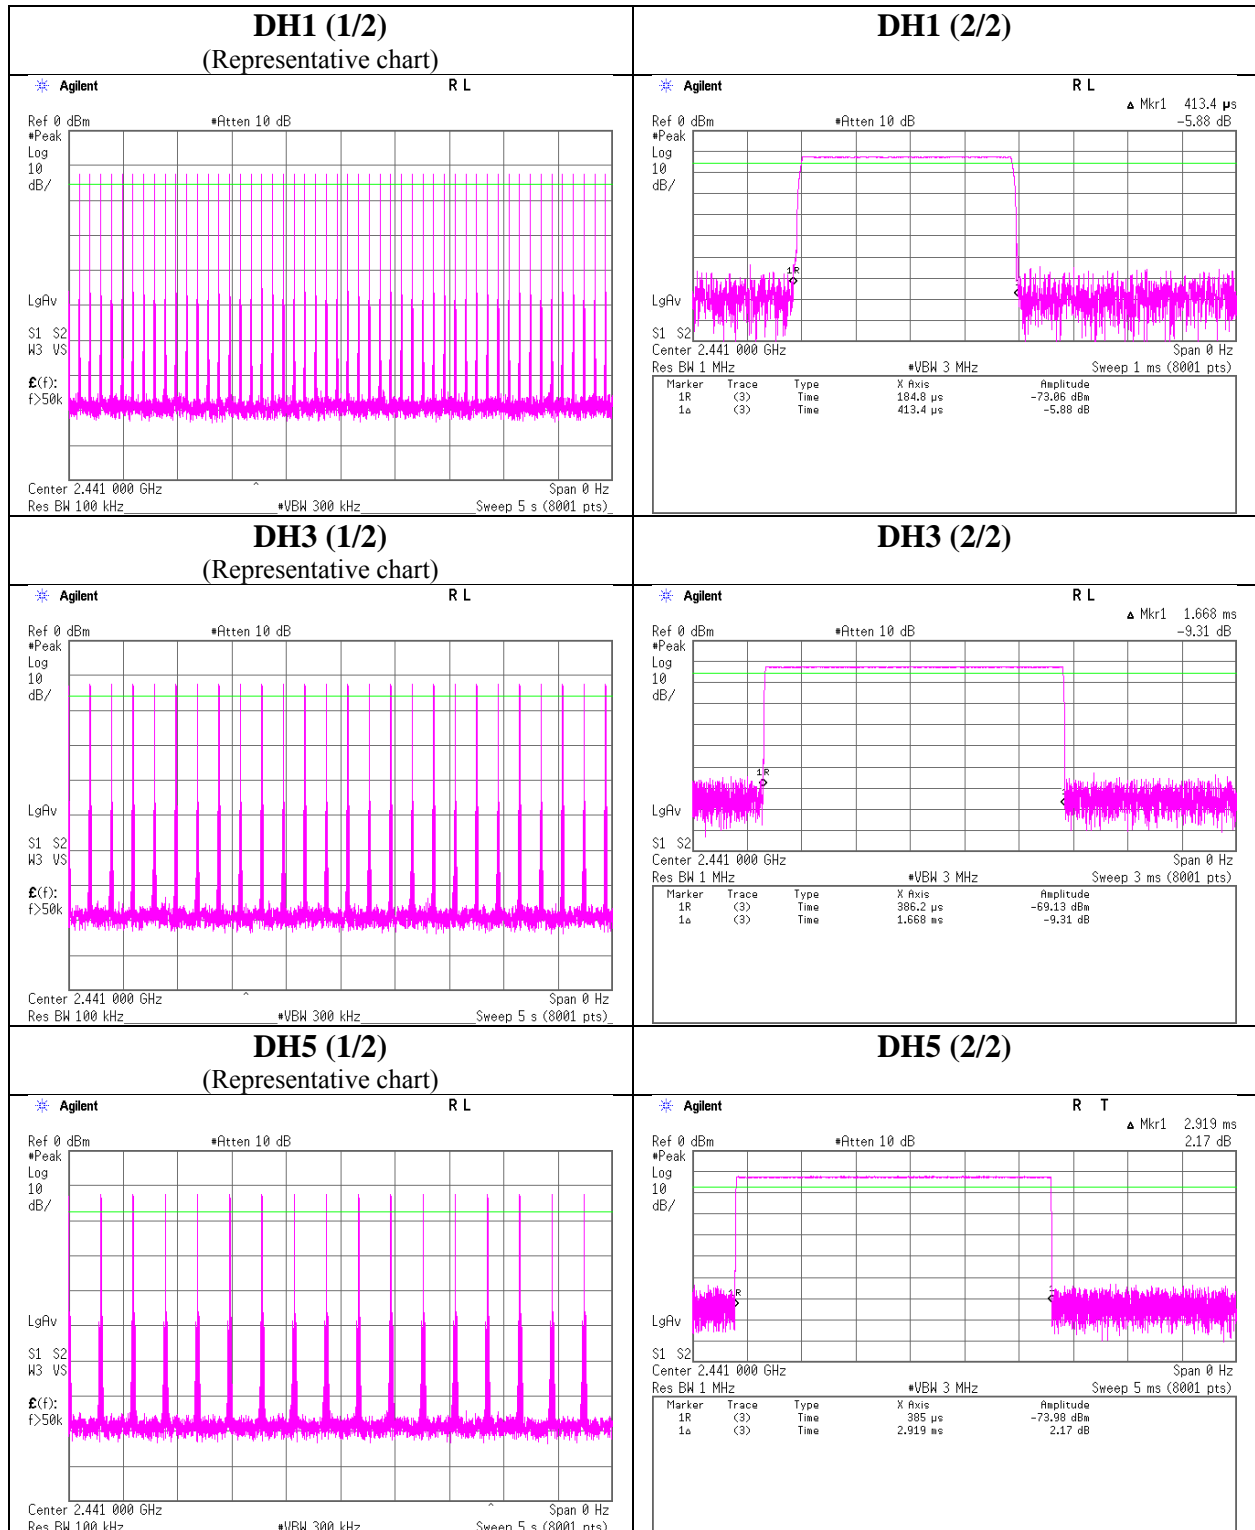 DH1 (1/2)
(Representative chart)
Agilent
R L
Ref 0 dBm
#Atten 10 dB
#Peak
Log
10
dB/
LgAv
S1 S2
W3 VS
£(f):
f>50k
Center 2.441 000 GHz
^
Span 0 Hz
Res BW 100 kHz
#VBW 300 kHz
Sweep 5 s (8001 pts)
DH1 (2/2)
Agilent
R L
Δ Mkr1 413.4 µs
Ref 0 dBm
#Atten 10 dB
-5.88 dB
#Peak
Log
10
dB/
1R
LgAv
S1 S2
Center 2.441 000 GHz
Span 0 Hz
Res BW 1 MHz
#VBW 3 MHz
Sweep 1 ms (8001 pts)
Marker Trace Type X Axis Amplitude
1R (3) Time 184.8 µs -73.06 dBm
1Δ (3) Time 413.4 µs -5.88 dB
DH3 (1/2)
(Representative chart)
Agilent
R L
Ref 0 dBm
#Atten 10 dB
#Peak
Log
10
dB/
LgAv
S1 S2
W3 VS
£(f):
f>50k
Center 2.441 000 GHz
^
Span 0 Hz
Res BW 100 kHz
#VBW 300 kHz
Sweep 5 s (8001 pts)
DH3 (2/2)
Agilent
R L
Δ Mkr1 1.668 ms
Ref 0 dBm
#Atten 10 dB
-9.31 dB
#Peak
Log
10
dB/
1R
LgAv
S1 S2
Center 2.441 000 GHz
Span 0 Hz
Res BW 1 MHz
#VBW 3 MHz
Sweep 3 ms (8001 pts)
Marker Trace Type X Axis Amplitude
1R (3) Time 386.2 µs -69.13 dBm
1Δ (3) Time 1.668 ms -9.31 dB
DH5 (1/2)
(Representative chart)
Agilent
R L
Ref 0 dBm
#Atten 10 dB
#Peak
Log
10
dB/
LgAv
S1 S2
W3 VS
£(f):
f>50k
Center 2.441 000 GHz
^
Span 0 Hz
Res BW 100 kHz
#VBW 300 kHz
Sweep 5 s (8001 pts)
DH5 (2/2)
Agilent
R T
Δ Mkr1 2.919 ms
Ref 0 dBm
#Atten 10 dB
2.17 dB
#Peak
Log
10
dB/
1R
1
LgAv
S1 S2
Center 2.441 000 GHz
Span 0 Hz
Res BW 1 MHz
#VBW 3 MHz
Sweep 5 ms (8001 pts)
Marker Trace Type X Axis Amplitude
1R (3) Time 385 µs -73.98 dBm
1Δ (3) Time 2.919 ms 2.17 dB